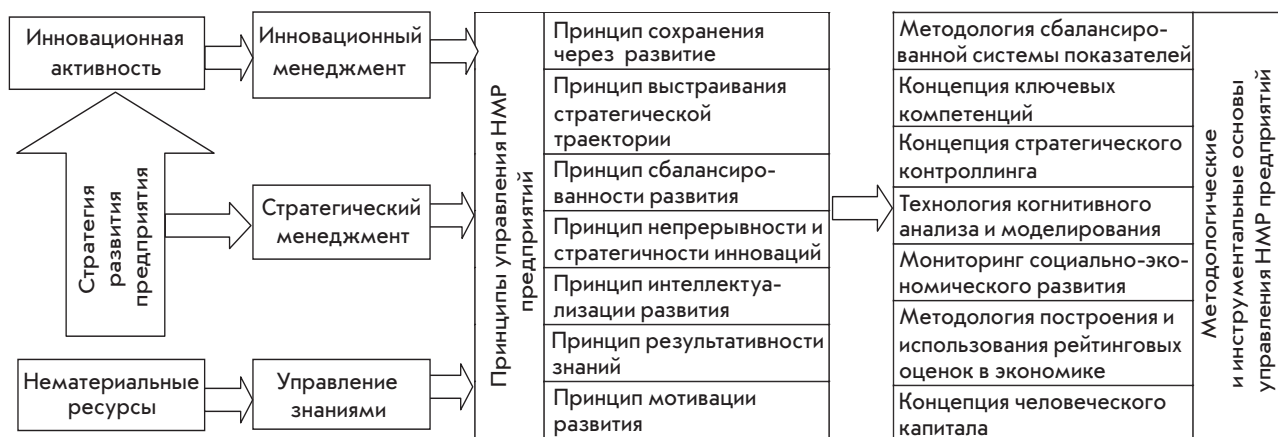 Инновационная
активность
Стратегия
развития
предприятия
Нематериальные
ресурсы
Инновационный
менеджмент
Стратегический
менеджмент
Управление
знаниями
Принципы управления НМР
предприятий
Принцип сохранения
через развитие
Принцип выстраивания
стратегической
траектории
Принцип сбалансиро-
ванности развития
Принцип непрерывности и
стратегичности инноваций
Принцип интеллектуа-
лизации развития
Принцип результативности
знаний
Принцип мотивации
развития
Методология сбалансиро-
ванной системы показателей
Концепция ключевых
компетенций
Концепция стратегического
контроллинга
Технология когнитивного
анализа и моделирования
Мониторинг социально-эко-
номического развития
Методология построения и
использования рейтинговых
оценок в экономике
Концепция человеческого
капитала
Методологические
и инструментальные основы
управления НМР предприятий